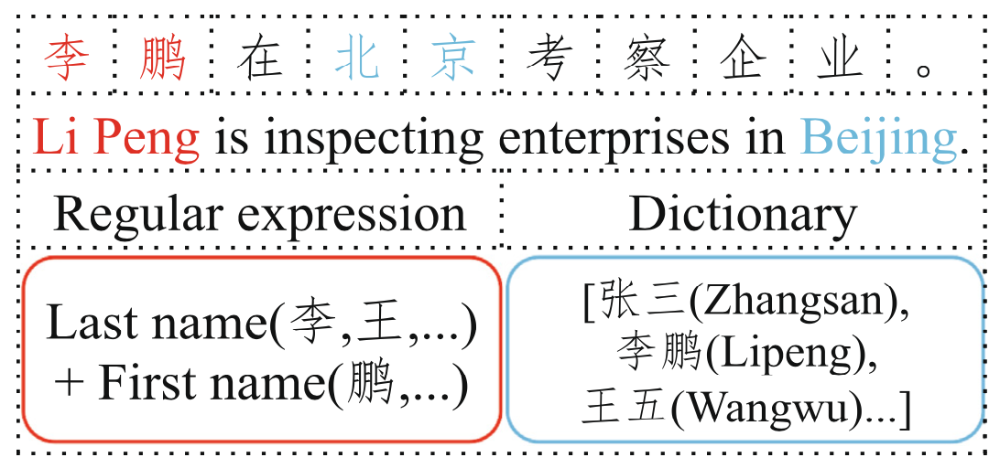 李鹏在北京考察企业。
Li Peng is inspecting enterprises in Beijing.
Regular expression
Dictionary
Last name(李,王,...)
+ First name(鹏,...)
[张三(Zhangsan),
李鹏(Lipeng),
王五(Wangwu)...]